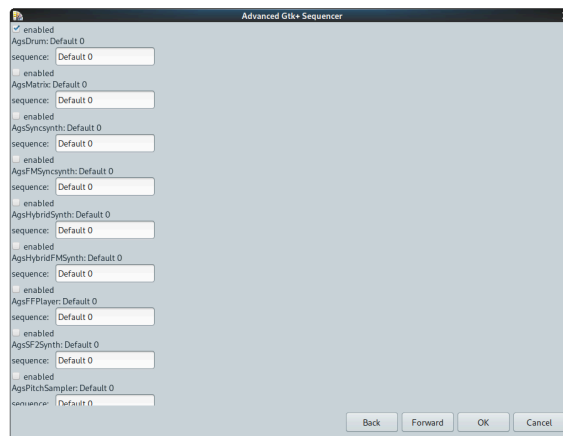 Advanced Gtk+ Sequencer
enabled
AgsDrum: Default 0
sequence: Default 0
enabled
AgsMatrix: Default 0
sequence: Default 0
enabled
AgsSyncsynth: Default 0
sequence: Default 0
enabled
AgsFMSyncsynth: Default 0
sequence: Default 0
enabled
AgsHybridSynth: Default 0
sequence: Default 0
enabled
AgsHybridFMSynth: Default 0
sequence: Default 0
enabled
AgsFFPlayer: Default 0
sequence: Default 0
enabled
AgsSF2Synth: Default 0
sequence: Default 0
enabled
AgsPitchSampler: Default 0
sequence: Default 0
Back Forward OK Cancel